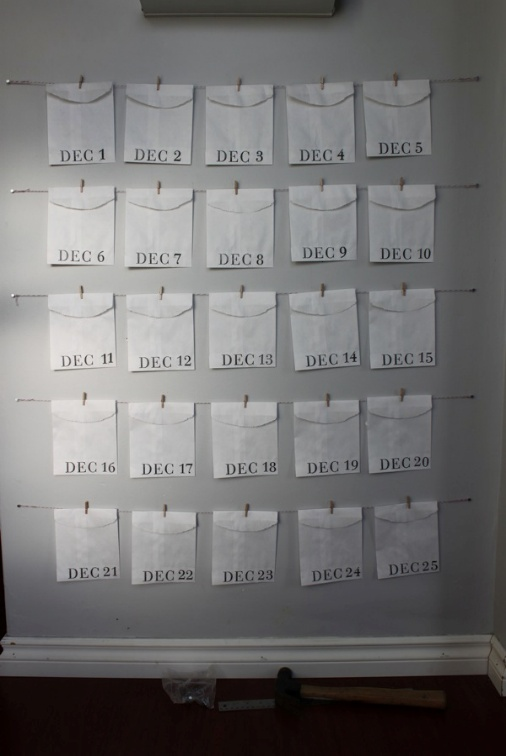 DEC 1
DEC 2
DEC 3
DEC 4
DEC 5
DEC 6
DEC 7
DEC 8
DEC 9
DEC 10
DEC 11
DEC 12
DEC 13
DEC 14
DEC 15
DEC 16
DEC 17
DEC 18
DEC 19
DEC 20
DEC 21
DEC 22
DEC 23
DEC 24
DEC 25